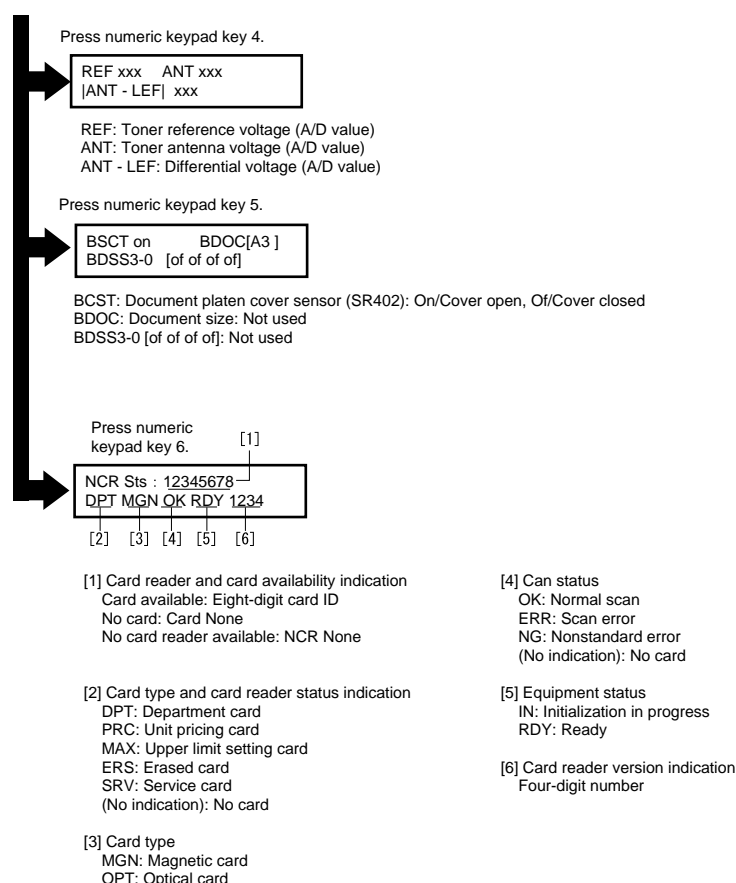 Press numeric keypad key 4.
REF xxx ANT xxx
|ANT - LEF| xxx
REF: Toner reference voltage (A/D value)
ANT: Toner antenna voltage (A/D value)
ANT - LEF: Differential voltage (A/D value)
Press numeric keypad key 5.
BSCT on BDOC[A3 ]
BDSS3-0 [of of of of]
BCST: Document platen cover sensor (SR402): On/Cover open, Of/Cover closed
BDOC: Document size: Not used
BDSS3-0 [of of of of]: Not used
Press numeric
keypad key 6.
[1]
NCR Sts : 12345678
DPT MGN OK RDY 1234
[2] [3] [4] [5] [6]
[1] Card reader and card availability indication
Card available: Eight-digit card ID
No card: Card None
No card reader available: NCR None
[2] Card type and card reader status indication
DPT: Department card
PRC: Unit pricing card
MAX: Upper limit setting card
ERS: Erased card
SRV: Service card
(No indication): No card
[3] Card type
MGN: Magnetic card
OPT: Optical card
[4] Can status
OK: Normal scan
ERR: Scan error
NG: Nonstandard error
(No indication): No card
[5] Equipment status
IN: Initialization in progress
RDY: Ready
[6] Card reader version indication
Four-digit number